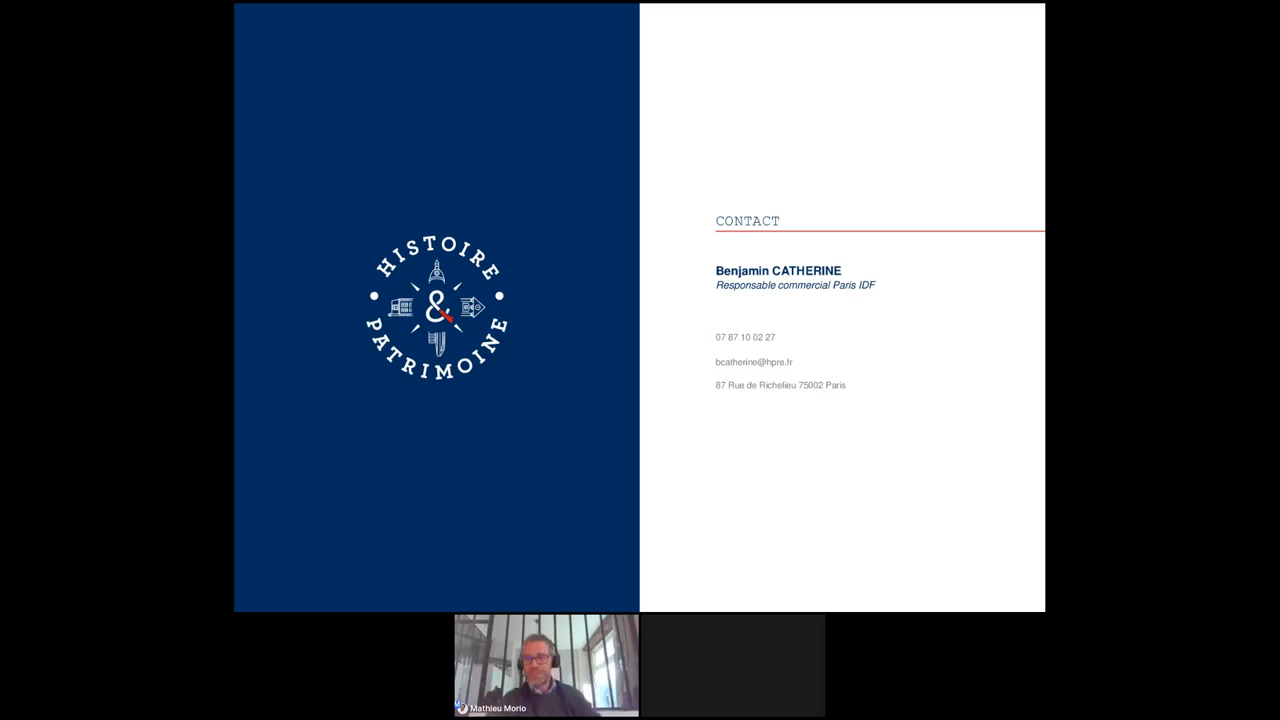 HISTOIRE
&
PATRIMOINE
CONTACT
Benjamin CATHERINE
Responsable commercial Paris IDF
07 87 10 02 27
bcatherine@hpre.fr
87 Rue de Richelieu 75002 Paris
Mathieu Morio